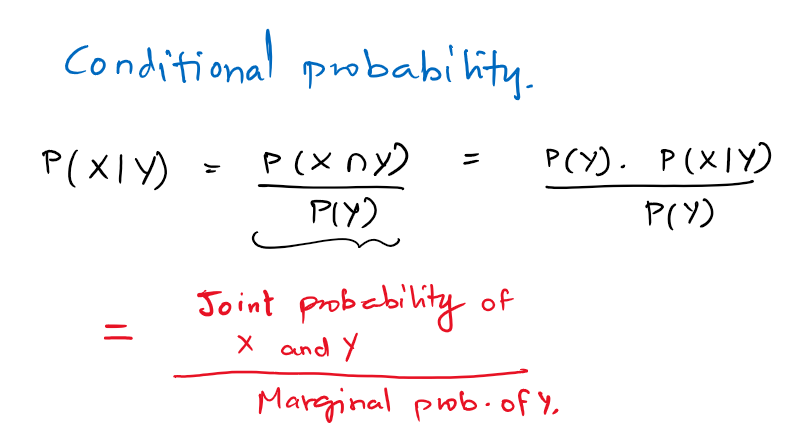 Conditional probability.
P(X|Y) = P(X∩Y) / P(Y) = P(Y). P(X|Y) / P(Y)
= Joint probability of
X and Y
Marginal prob. of Y.